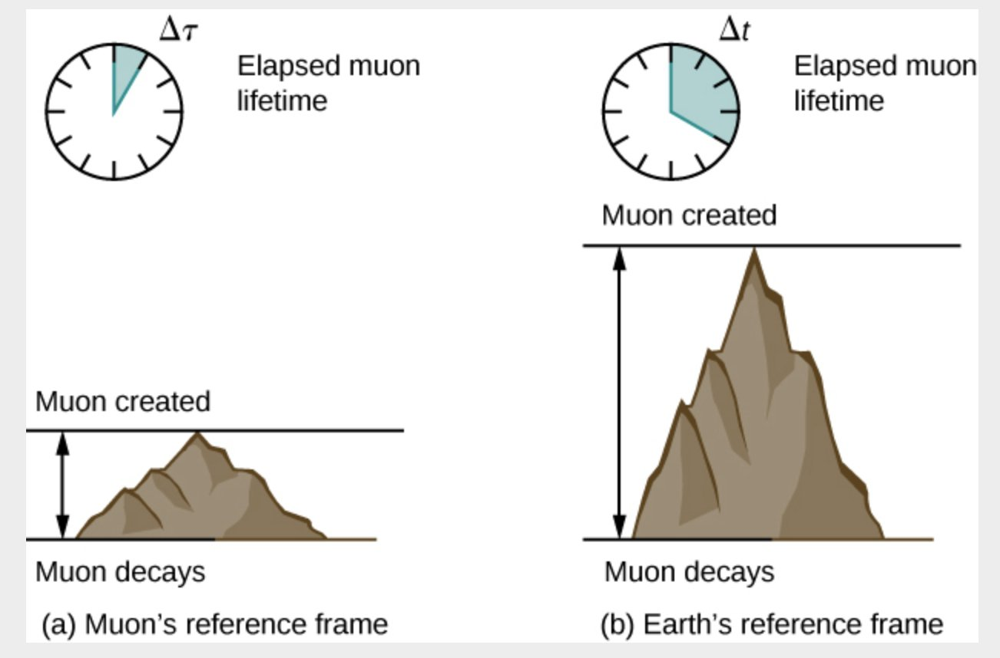 Δτ
Elapsed muon
lifetime
Muon created
Muon decays
(a) Muon’s reference frame
Δt
Elapsed muon
lifetime
Muon created
Muon decays
(b) Earth’s reference frame